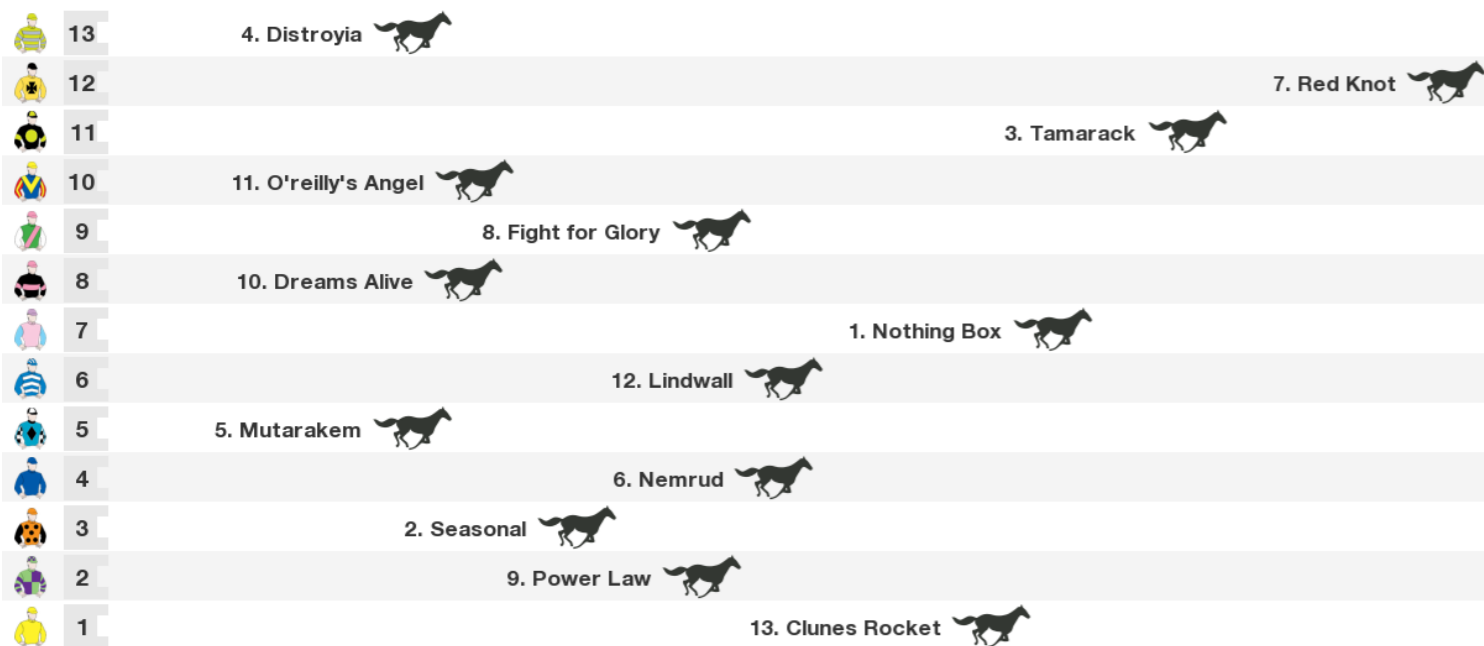 13 4. Distroyia
12 7. Red Knot
11 3. Tamarack
10 11. O'reilly's Angel
9 8. Fight for Glory
8 10. Dreams Alive
7 1. Nothing Box
6 12. Lindwall
5 5. Mutarakem
4 6. Nemrud
3 2. Seasonal
2 9. Power Law
1 13. Clunes Rocket